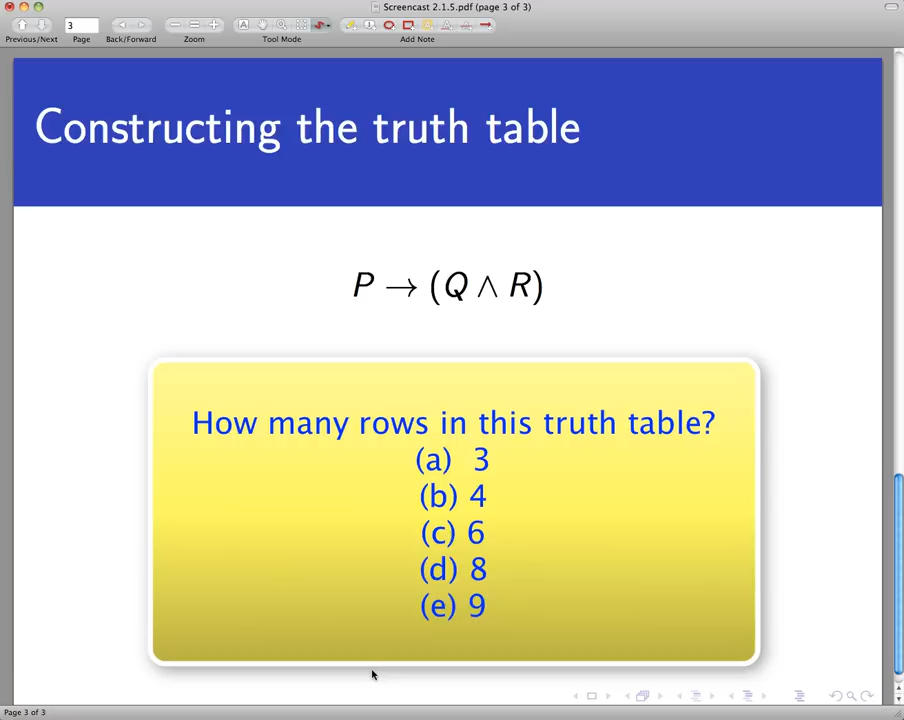 Screencast 2.1.5.pdf (page 3 of 3)
3
Previous/Next Page Back/Forward Zoom Tool Mode Add Note
Constructing the truth table
P → (Q ∧ R)
How many rows in this truth table?
(a) 3
(b) 4
(c) 6
(d) 8
(e) 9
Page 3 of 3